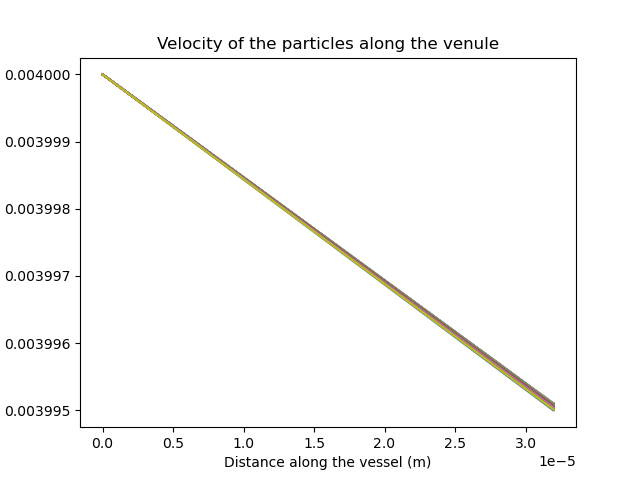 Velocity of the particles along the venule
0.004000
0.003999
0.003998
0.003997
0.003996
0.003995
0.0 0.5 1.0 1.5 2.0 2.5 3.0
1e−5
Distance along the vessel (m)